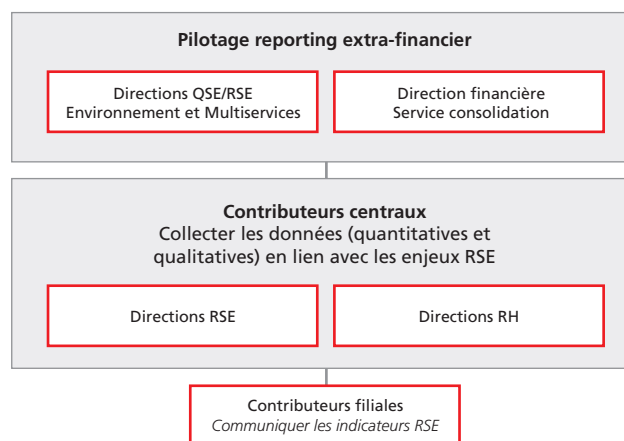 Pilotage reporting extra-financier
Directions QSE/RSE
Environnement et Multiservices
Direction financière
Service consolidation
Contributeurs centraux
Collecter les données (quantitatives et
qualitatives) en lien avec les enjeux RSE
Directions RSE
Directions RH
Contributeurs filiales
Communiquer les indicateurs RSE